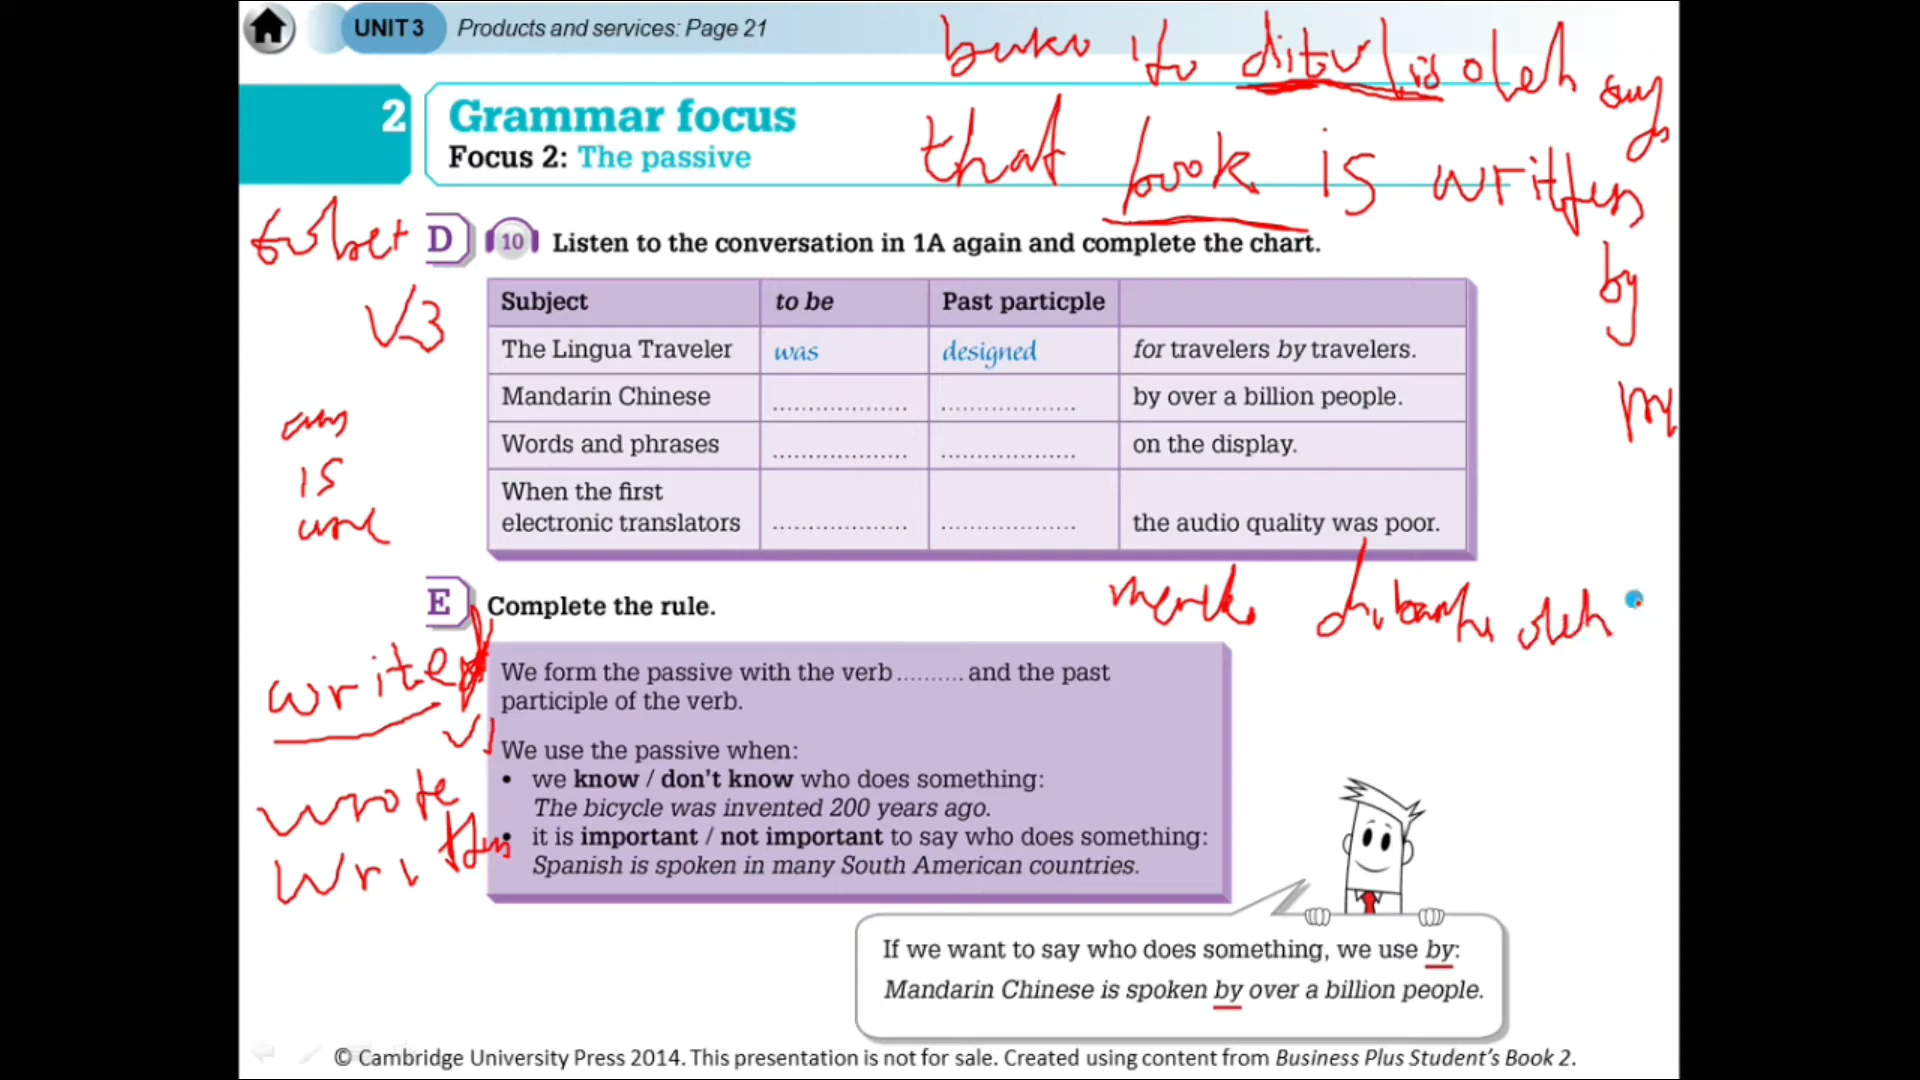 UNIT 3 Products and services: Page 21
buku itu ditulis oleh
that book is written
by
2 Grammar focus
Focus 2: The passive
V3
D 10 Listen to the conversation in 1A again and complete the chart.
Subject to be Past particple
The Lingua Traveler was designed for travelers by travelers.
Mandarin Chinese ................... ................... by over a billion people.
Words and phrases ................... ................... on the display.
When the first
electronic translators ................... ................... the audio quality was poor.
is
are
oleh
E Complete the rule.
We form the passive with the verb .......... and the past
participle of the verb.
We use the passive when:
• we know / don't know who does something:
The bicycle was invented 200 years ago.
• it is important / not important to say who does something:
Spanish is spoken in many South American countries.
write
V1
wrote
written
If we want to say who does something, we use by:
Mandarin Chinese is spoken by over a billion people.
© Cambridge University Press 2014. This presentation is not for sale. Created using content from Business Plus Student's Book 2.